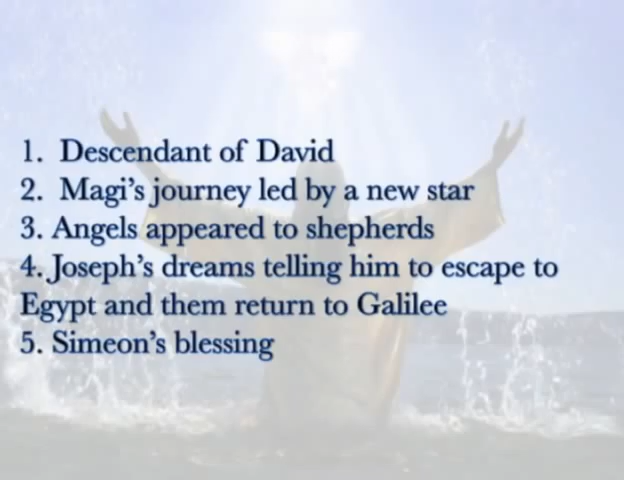 1. Descendant of David
2. Magi's journey led by a new star
3. Angels appeared to shepherds
4. Joseph's dreams telling him to escape to
Egypt and them return to Galilee
5. Simeon's blessing